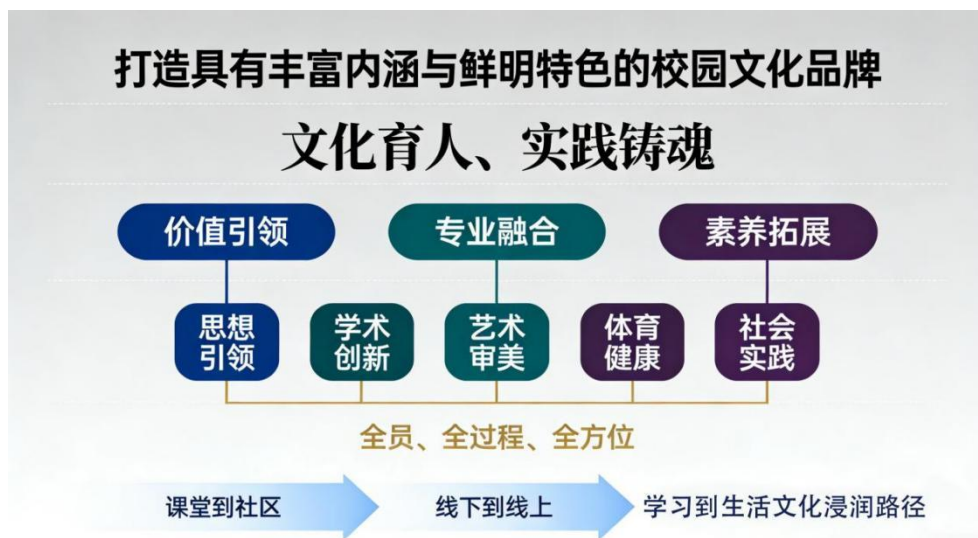 打造具有丰富内涵与鲜明特色的校园文化品牌
文化育人、实践铸魂
价值引领
专业融合
素养拓展
思想
引领
学术
创新
艺术
审美
体育
健康
社会
实践
全员、全过程、全方位
课堂到社区
线下到线上
学习到生活文化浸润路径